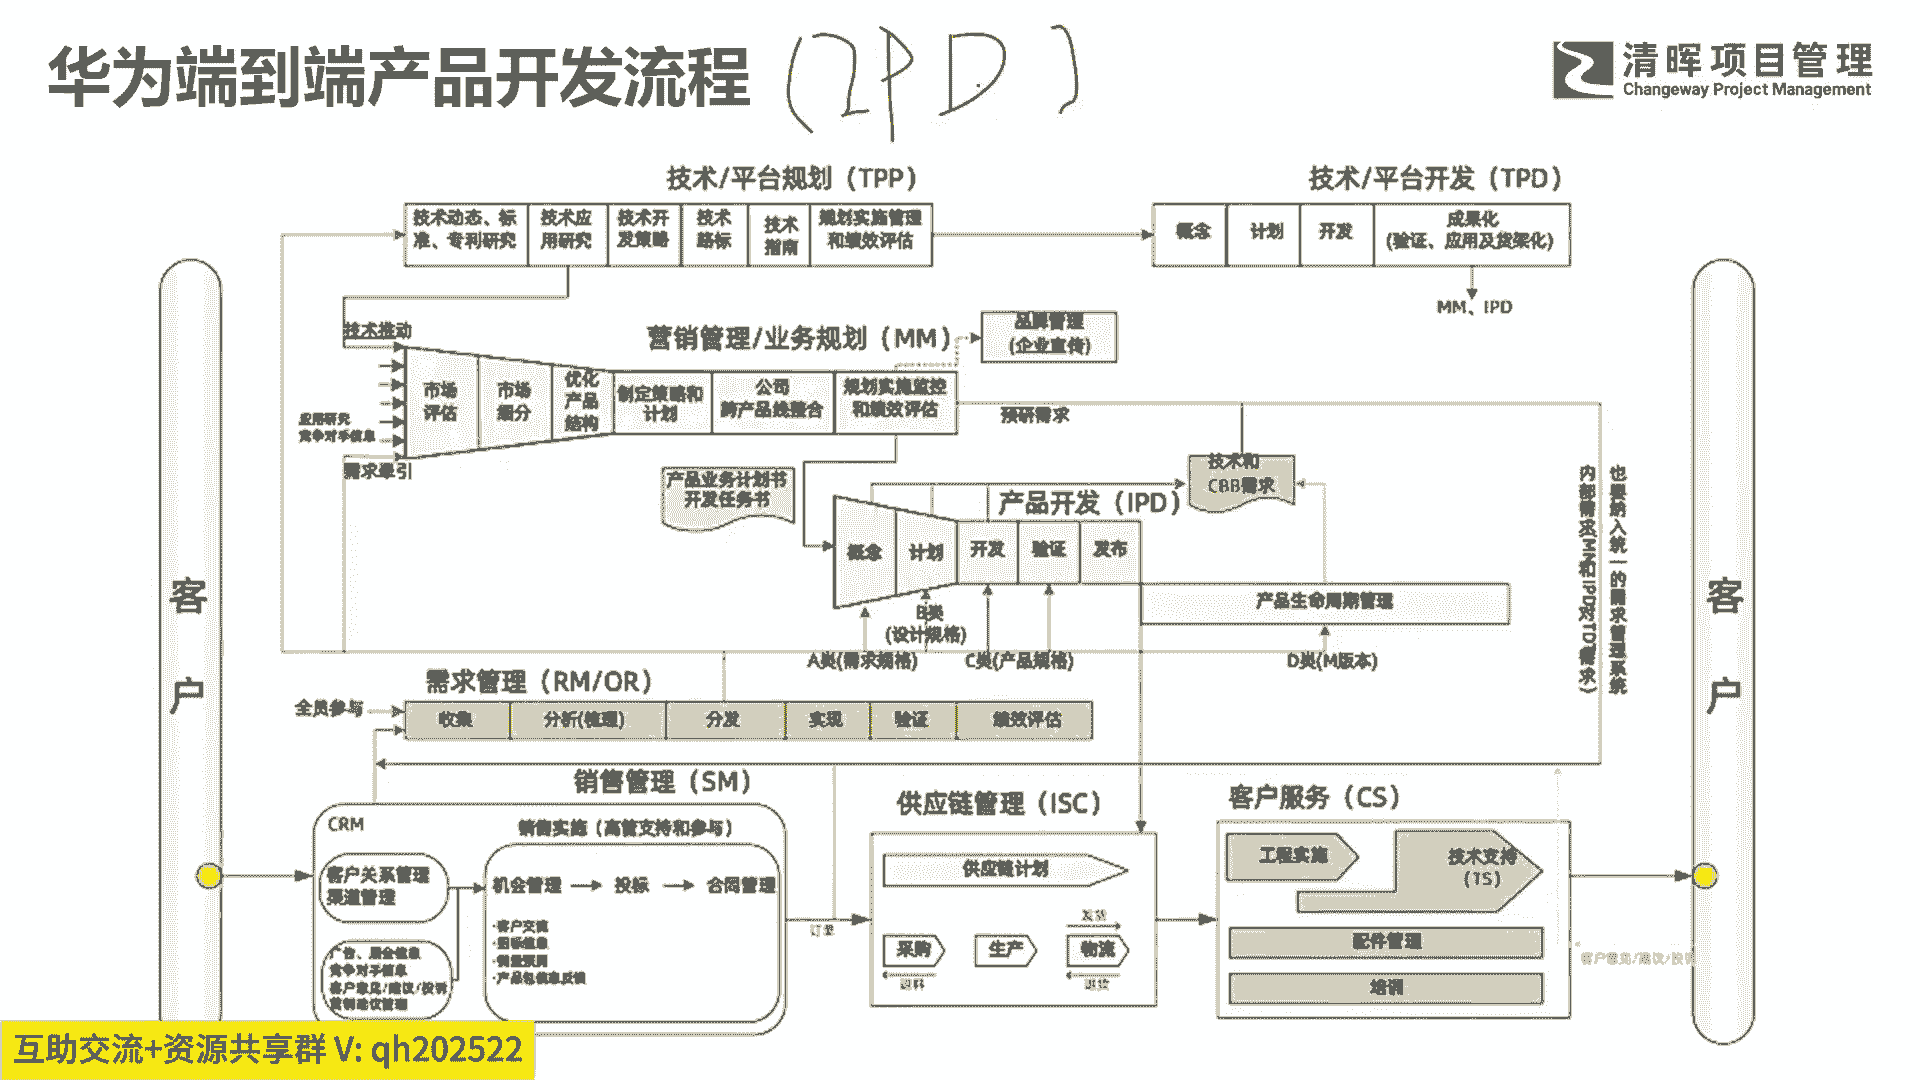 华为端到端产品开发流程
(IPD)
清晖项目管理
Changeway Project Management
技术/平台规划（TPP）
技术动态、标
准、专利研究
技术应
用研究
技术开
发策略
技术
路标
技术
指南
规划实施管理
和绩效评估
技术/平台开发（TPD）
概念
计划
开发
成果化
(验证、应用及货架化)
MM、IPD
技术推动
营销管理/业务规划（MM）
品牌管理
(企业宣传)
市场
评估
市场
细分
优化
产品
结构
制定策略和
计划
公司
跨产品线整合
规划实施监控
和绩效评估
应用研究
竞争对手信息
需求牵引
预研需求
产品业务计划书
开发任务书
技术和
CBB需求
产品开发（IPD）
概念
计划
开发
验证
发布
产品生命周期管理
B类
(设计规格)
A类(需求规格)
C类(产品规格)
D类(M版本)
也要纳入统一的需求管理系统
内部需求(MM和IPD及TD需求)
客户
客户
需求管理（RM/OR）
全员参与
收集
分析(梳理)
分发
实现
验证
绩效评估
销售管理（SM）
CRM
销售实施（高管支持和参与）
客户关系管理
渠道管理
机会管理
投标
合同管理
·客户交流
·产品包信息反馈
广告、展会信息
竞争对手信息
客户意见/建议/投诉
订单
供应链管理（ISC）
供应链计划
采购
生产
物流
发货
客户服务（CS）
工程实施
技术支持
(TS)
配件管理
培训
客户意见/建议/投诉
互助交流+资源共享群 V: qh202522